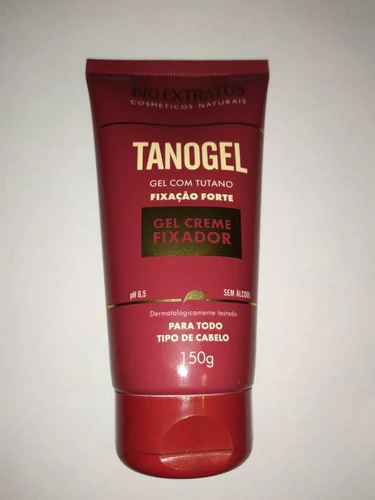 BIO EXTRATUS
COSMÉTICOS NATURAIS
TANOGEL
GEL COM TUTANO
FIXAÇÃO FORTE
GEL CREME
FIXADOR
pH 6,5
SEM ÁLCOOL
Dermatologicamente testado
PARA TODO
TIPO DE CABELO
150g